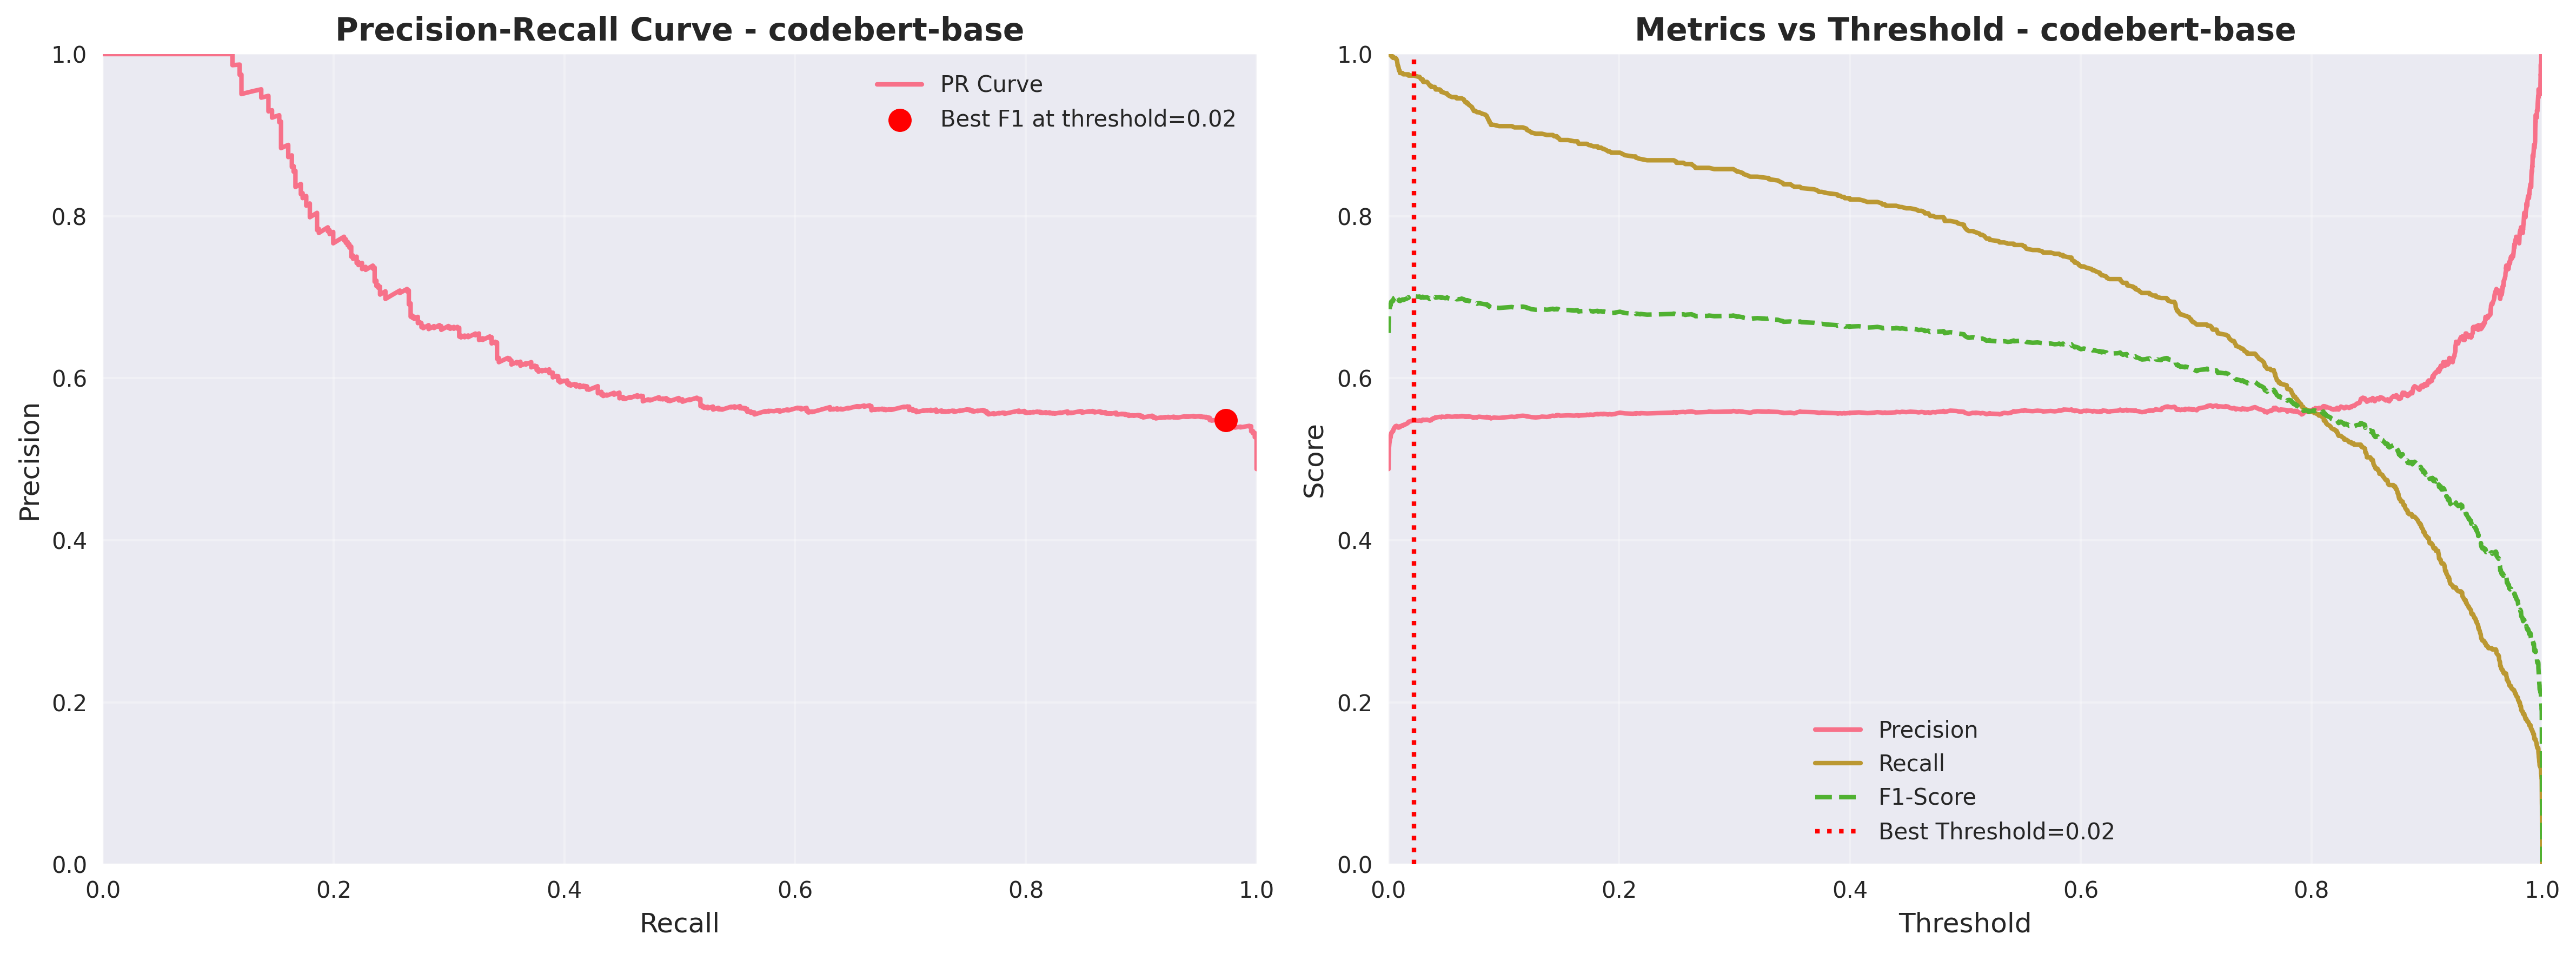 Precision-Recall Curve - codebert-base
1.0
0.8
0.6
0.4
0.2
0.0
Precision
PR Curve
Best F1 at threshold=0.02
0.0 0.2 0.4 0.6 0.8 1.0
Recall
Metrics vs Threshold - codebert-base
1.0
0.8
0.6
0.4
0.2
0.0
Score
Precision
Recall
F1-Score
Best Threshold=0.02
0.0 0.2 0.4 0.6 0.8 1.0
Threshold